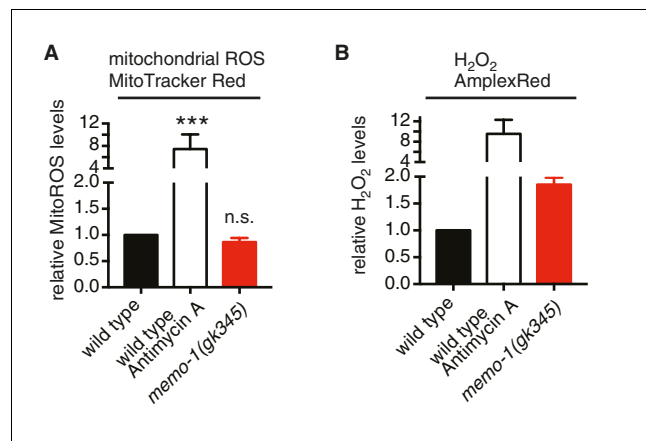 A
mitochondrial ROS
MitoTracker Red
relative MitoROS levels
12
8
4
2.0
1.5
1.0
0.5
0.0
***
n.s.
wild type
wild type
Antimycin A
memo-1(gk345)
B
H₂O₂
AmplexRed
relative H₂O₂ levels
12
8
4
2.0
1.5
1.0
0.5
0.0
wild type
wild type
Antimycin A
memo-1(gk345)